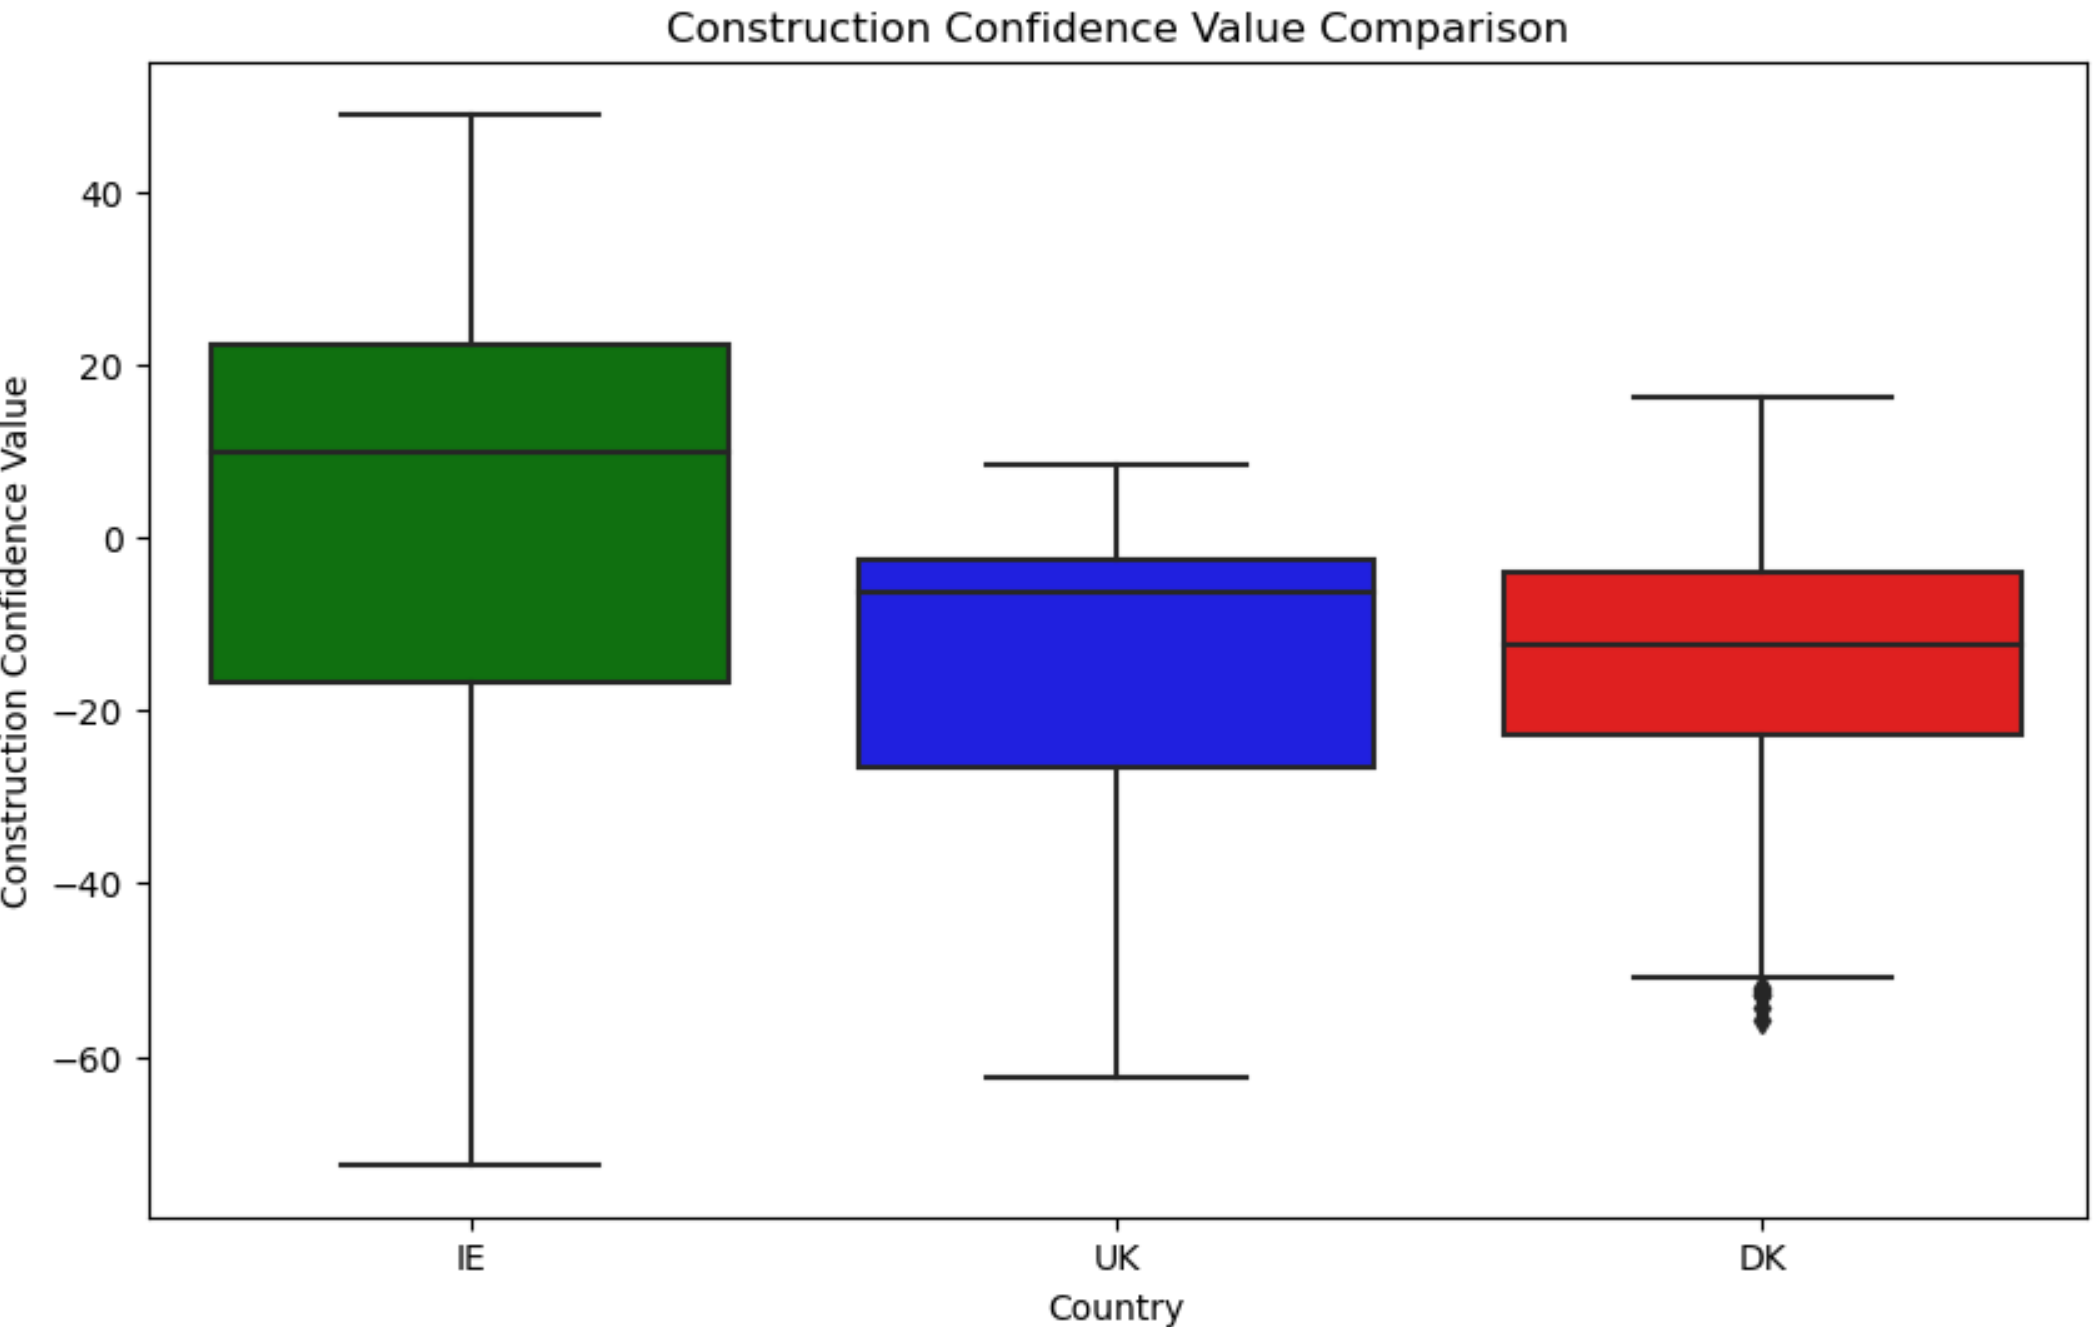 Construction Confidence Value Comparison
Construction Confidence Value
40
20
0
−20
−40
−60
IE
UK
DK
Country